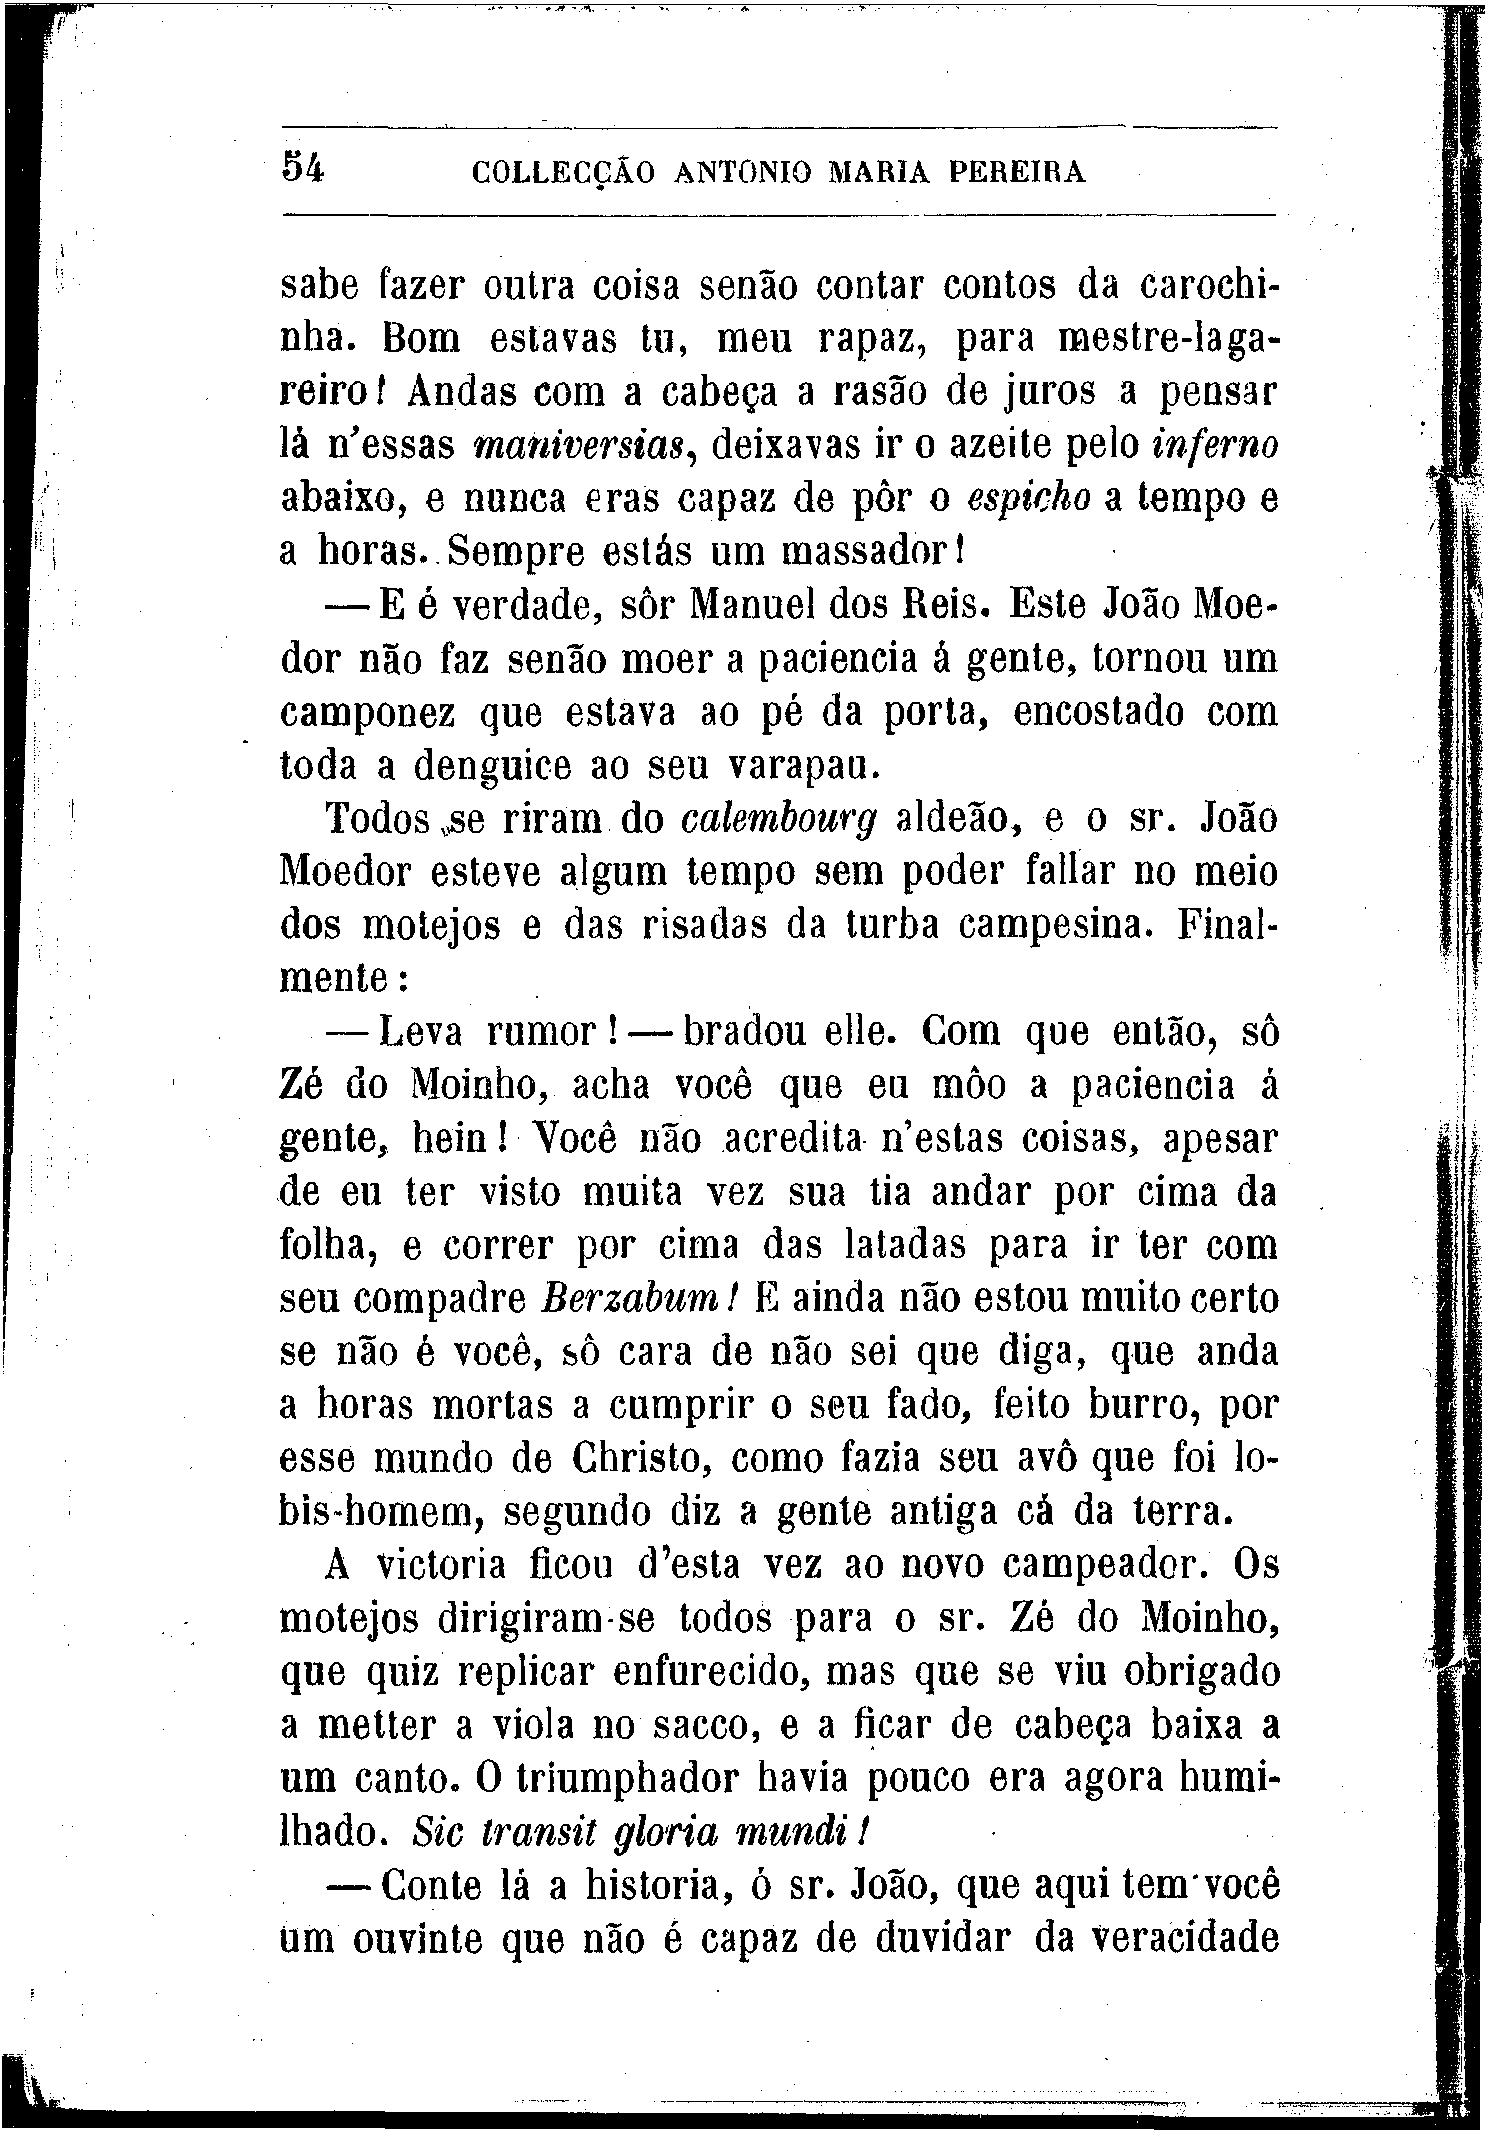 54 COLLECÇÃO ANTONIO MARIA PEREIRA
sabe fazer outra coisa senão contar contos da carochi-
nha. Bom estavas tu, meu rapaz, para mestre-laga-
reiro! Andas com a cabeça a rasão de juros a pensar
lá n'essas maniversias, deixavas ir o azeite pelo inferno
abaixo, e nunca eras capaz de pôr o espicho a tempo e
a horas. Sempre estás um massador!
— E é verdade, sôr Manuel dos Reis. Este João Moe-
dor não faz senão moer a paciencia á gente, tornou um
camponez que estava ao pé da porta, encostado com
toda a denguice ao seu varapau.
Todos se riram do calembourg aldeão, e o sr. João
Moedor esteve algum tempo sem poder fallar no meio
dos motejos e das risadas da turba campesina. Final-
mente:
— Leva rumor! — bradou elle. Com que então, sô
Zé do Moinho, acha você que eu môo a paciencia á
gente, hein! Você não acredita n'estas coisas, apesar
de eu ter visto muita vez sua tia andar por cima da
folha, e correr por cima das latadas para ir ter com
seu compadre Berzabum! E ainda não estou muito certo
se não é você, sô cara de não sei que diga, que anda
a horas mortas a cumprir o seu fado, feito burro, por
esse mundo de Christo, como fazia seu avô que foi lo-
bis-homem, segundo diz a gente antiga cá da terra.
A victoria ficou d'esta vez ao novo campeador. Os
motejos dirigiram-se todos para o sr. Zé do Moinho,
que quiz replicar enfurecido, mas que se viu obrigado
a metter a viola no sacco, e a ficar de cabeça baixa a
um canto. O triumphador havia pouco era agora humi-
lhado. Sic transit gloria mundi!
— Conte lá a historia, ó sr. João, que aqui tem você
um ouvinte que não é capaz de duvidar da veracidade